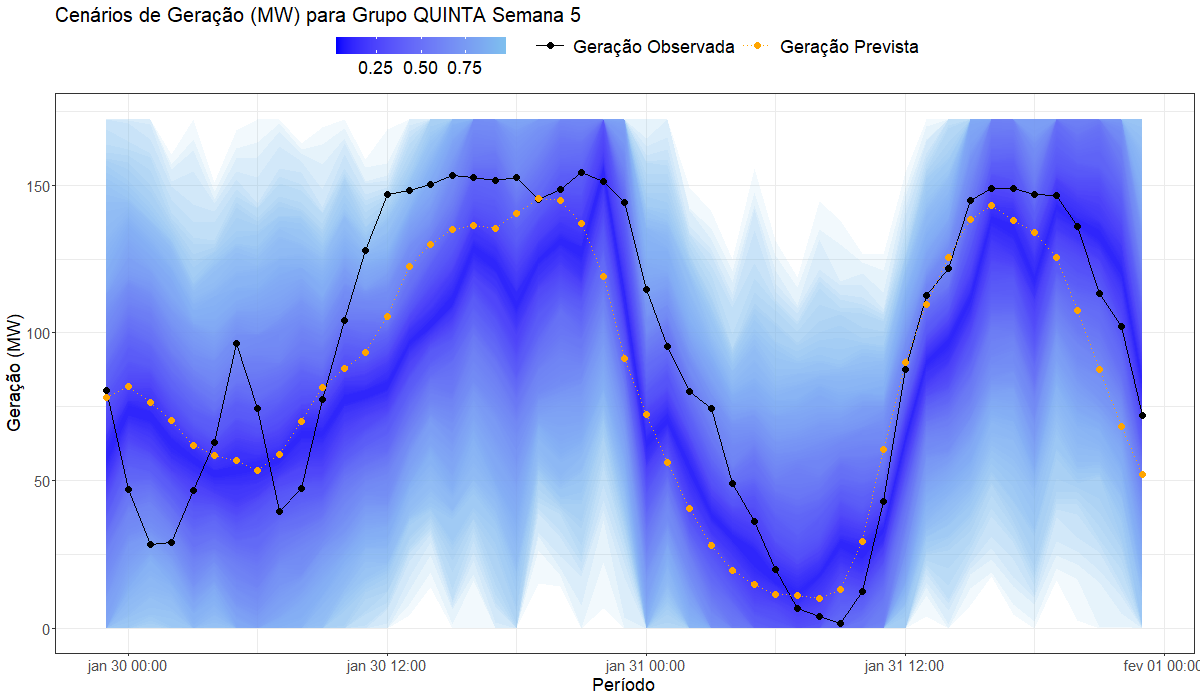 Cenários de Geração (MW) para Grupo QUINTA Semana 5
0.25 0.50 0.75
Geração Observada Geração Prevista
Geração (MW)
150
100
50
0
jan 30 00:00 jan 30 12:00 jan 31 00:00 jan 31 12:00 fev 01 00:00
Período